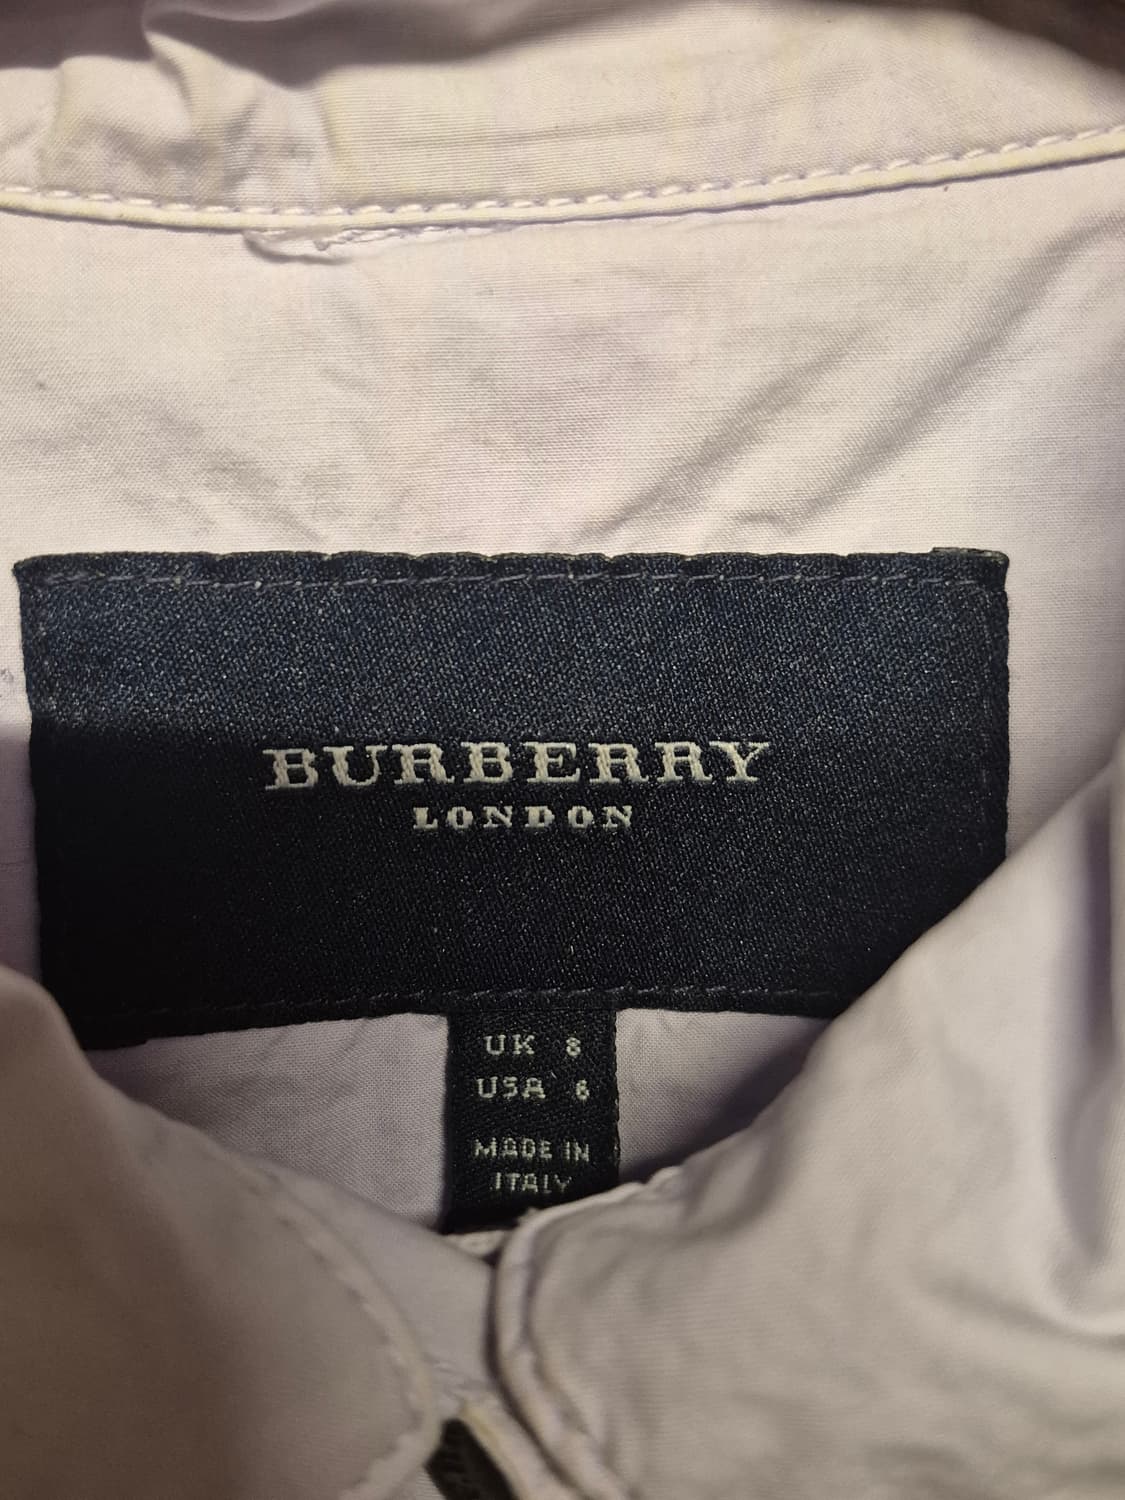 BURBERRY
LONDON
UK 8
USA 6
MADE IN
ITALY